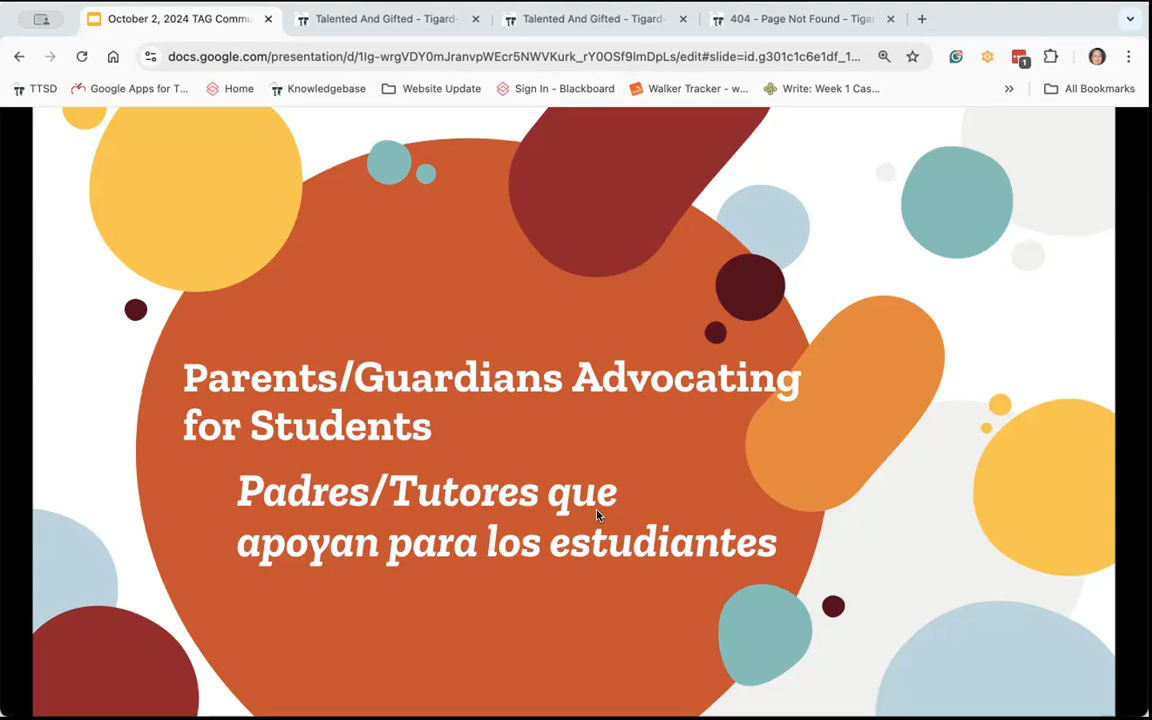 October 2, 2024 TAG Commu
Talented And Gifted - Tigard-
Talented And Gifted - Tigard-
404 - Page Not Found - Tiga
docs.google.com/presentation/d/1Ig-wrgVDY0mJranvpWEcr5NWVKurk_rY0OSf9lmDpLs/edit#slide=id.g301c1c6e1df_1...
1
TTSD
Google Apps for T...
Home
Knowledgebase
Website Update
Sign In - Blackboard
Walker Tracker - w...
Write: Week 1 Cas...
All Bookmarks
Parents/Guardians Advocating
for Students
Padres/Tutores que
apoyan para los estudiantes